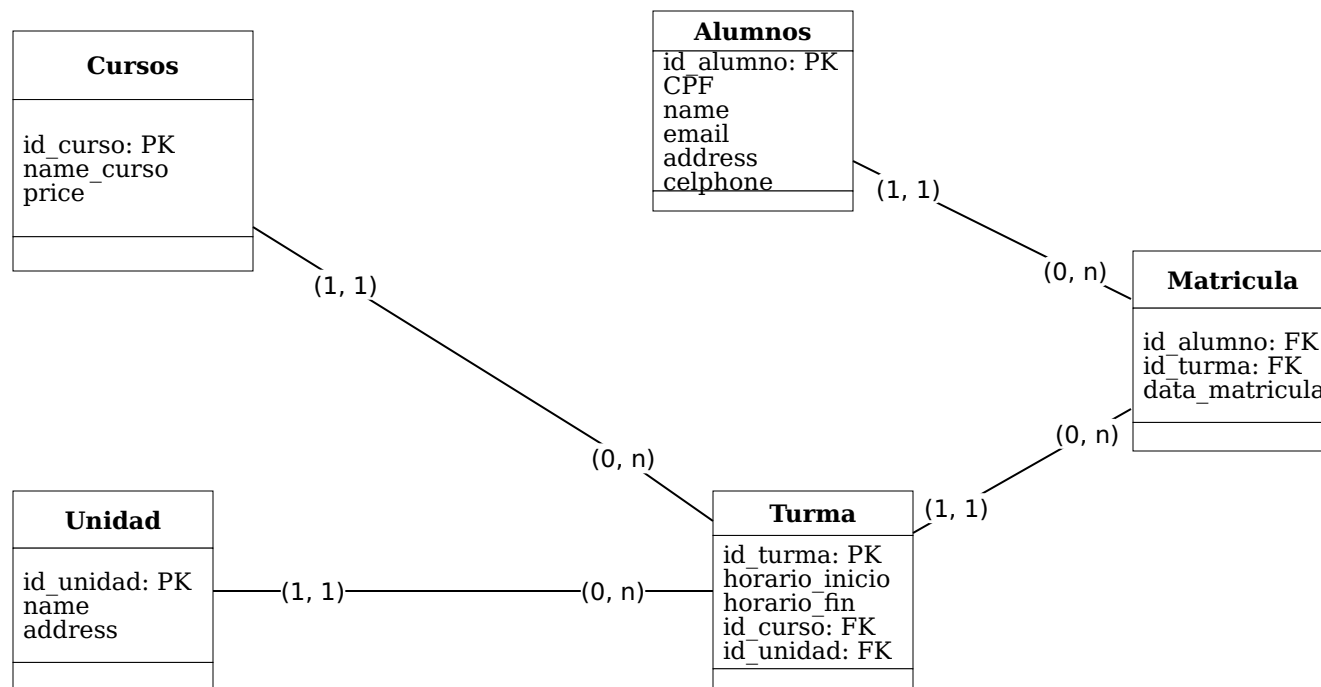 Cursos
id_curso: PK
name_curso
price
Alumnos
id_alumno: PK
CPF
name
email
address
celphone
(1, 1)
(0, n)
Matricula
id_alumno: FK
id_turma: FK
data_matricula
(1, 1)
(0, n)
(0, n)
(1, 1)
Unidad
id_unidad: PK
name
address
(1, 1)
(0, n)
Turma
id_turma: PK
horario_inicio
horario_fin
id_curso: FK
id_unidad: FK